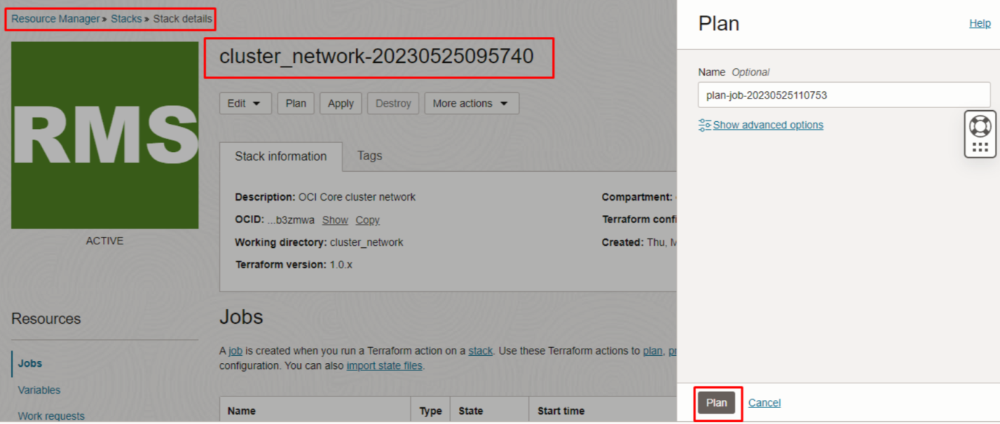 Resource Manager » Stacks » Stack details
RMS
ACTIVE
cluster_network-20230525095740
Edit Plan Apply Destroy More actions
Stack information Tags
Description: OCI Core cluster network
OCID: ...b3zmwa Show Copy
Working directory: cluster_network
Terraform version: 1.0.x
Compartment:
Terraform confi
Created: Thu, M
Resources
Jobs
Variables
Work requests
Jobs
A job is created when you run a Terraform action on a stack. Use these Terraform actions to plan, pr
configuration. You can also import state files.
Name Type State Start time
Plan Help
Name Optional
plan-job-20230525110753
Show advanced options
Plan Cancel